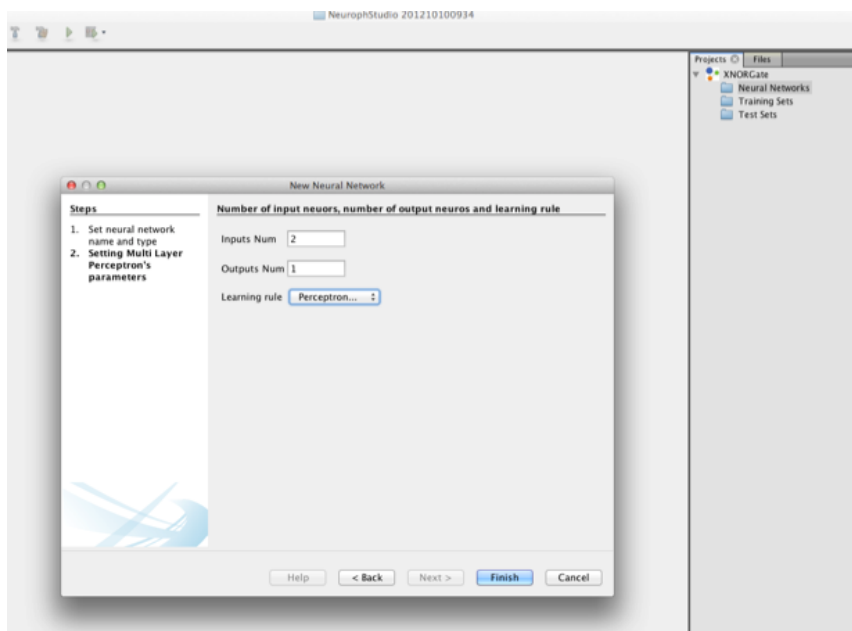 NeurophStudio 201210100934
Projects Files
XNORGate
Neural Networks
Training Sets
Test Sets
New Neural Network
Steps
1. Set neural network
name and type
2. Setting Multi Layer
Perceptron's
parameters
Number of input neuors, number of output neuros and learning rule
Inputs Num 2
Outputs Num 1
Learning rule Perceptron...
Help < Back Next > Finish Cancel